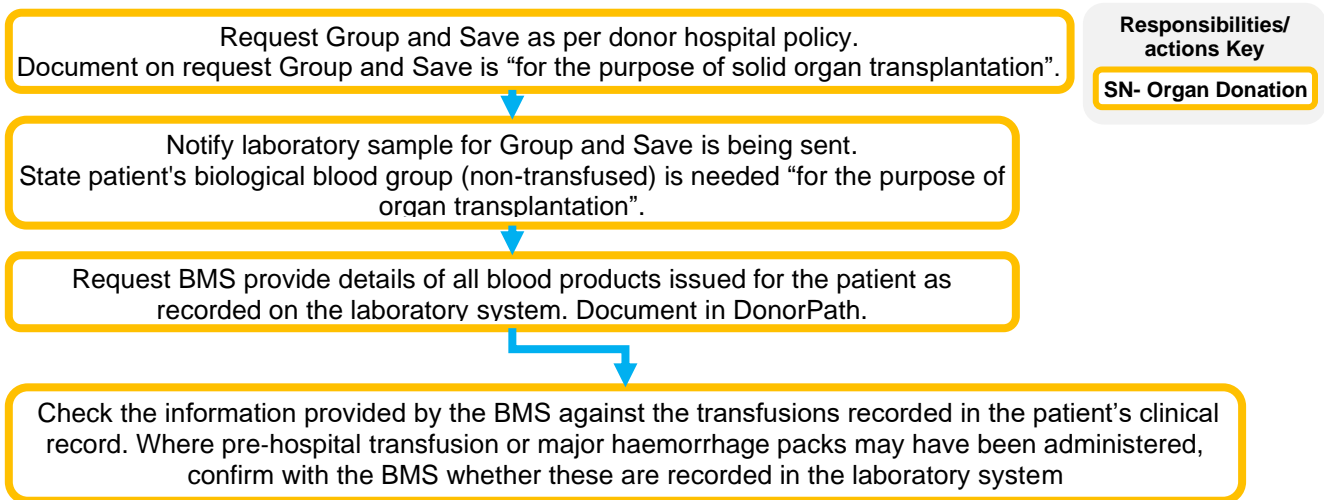 Request Group and Save as per donor hospital policy.
Document on request Group and Save is “for the purpose of solid organ transplantation”.
Responsibilities/
actions Key
SN- Organ Donation
Notify laboratory sample for Group and Save is being sent.
State patient's biological blood group (non-transfused) is needed “for the purpose of
organ transplantation”.
Request BMS provide details of all blood products issued for the patient as
recorded on the laboratory system. Document in DonorPath.
Check the information provided by the BMS against the transfusions recorded in the patient’s clinical
record. Where pre-hospital transfusion or major haemorrhage packs may have been administered,
confirm with the BMS whether these are recorded in the laboratory system